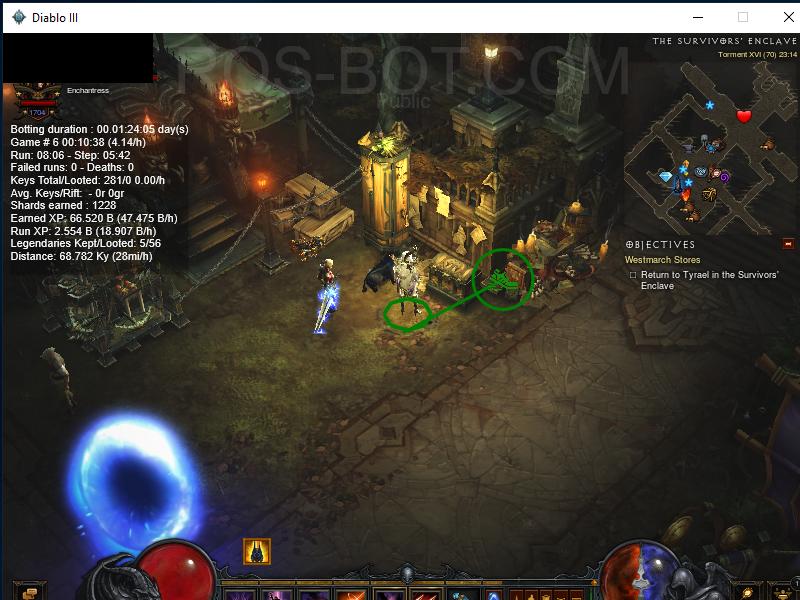 Diablo III
ROS-BOT.COM
Public
THE SURVIVORS' ENCLAVE
Torment XVI (70) 23:14
Enchantress
1704
Botting duration : 00.01:24:05 day(s)
Game # 6 00:10:38 (4.14/h)
Run: 08:06 - Step: 05:42
Failed runs: 0 - Deaths: 0
Keys Total/Looted: 281/0 0.00/h
Avg. Keys/Rift: - 0r 0gr
Shards earned : 1228
Earned XP: 66.520 B (47.475 B/h)
Run XP: 2.554 B (18.907 B/h)
Legendaries Kept/Looted: 5/56
Distance: 68.782 Ky (28mi/h)
OBJECTIVES
Westmarch Stores
Return to Tyrael in the Survivors'
Enclave